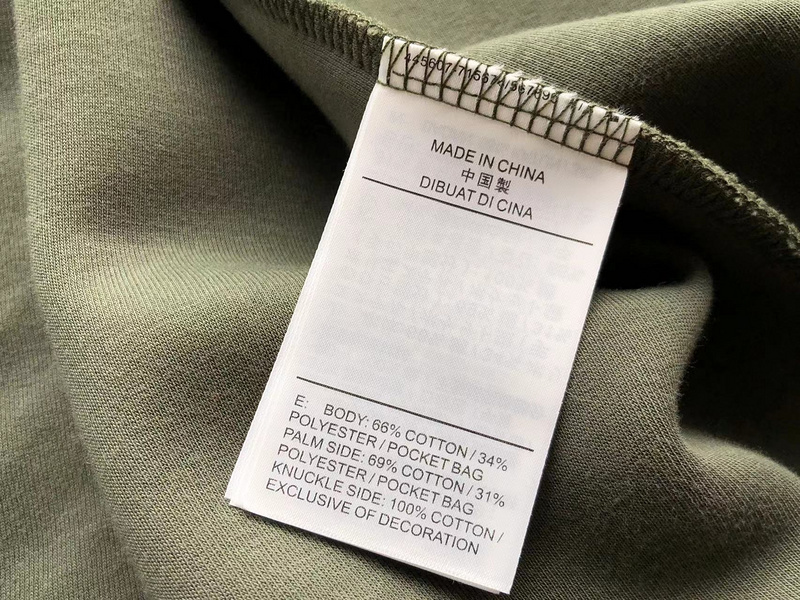 MADE IN CHINA
中国製
DIBUAT DI CINA
E: BODY: 66% COTTON / 34%
POLYESTER / POCKET BAG
PALM SIDE: 69% COTTON / 31%
POLYESTER / POCKET BAG
KNUCKLE SIDE: 100% COTTON /
EXCLUSIVE OF DECORATION